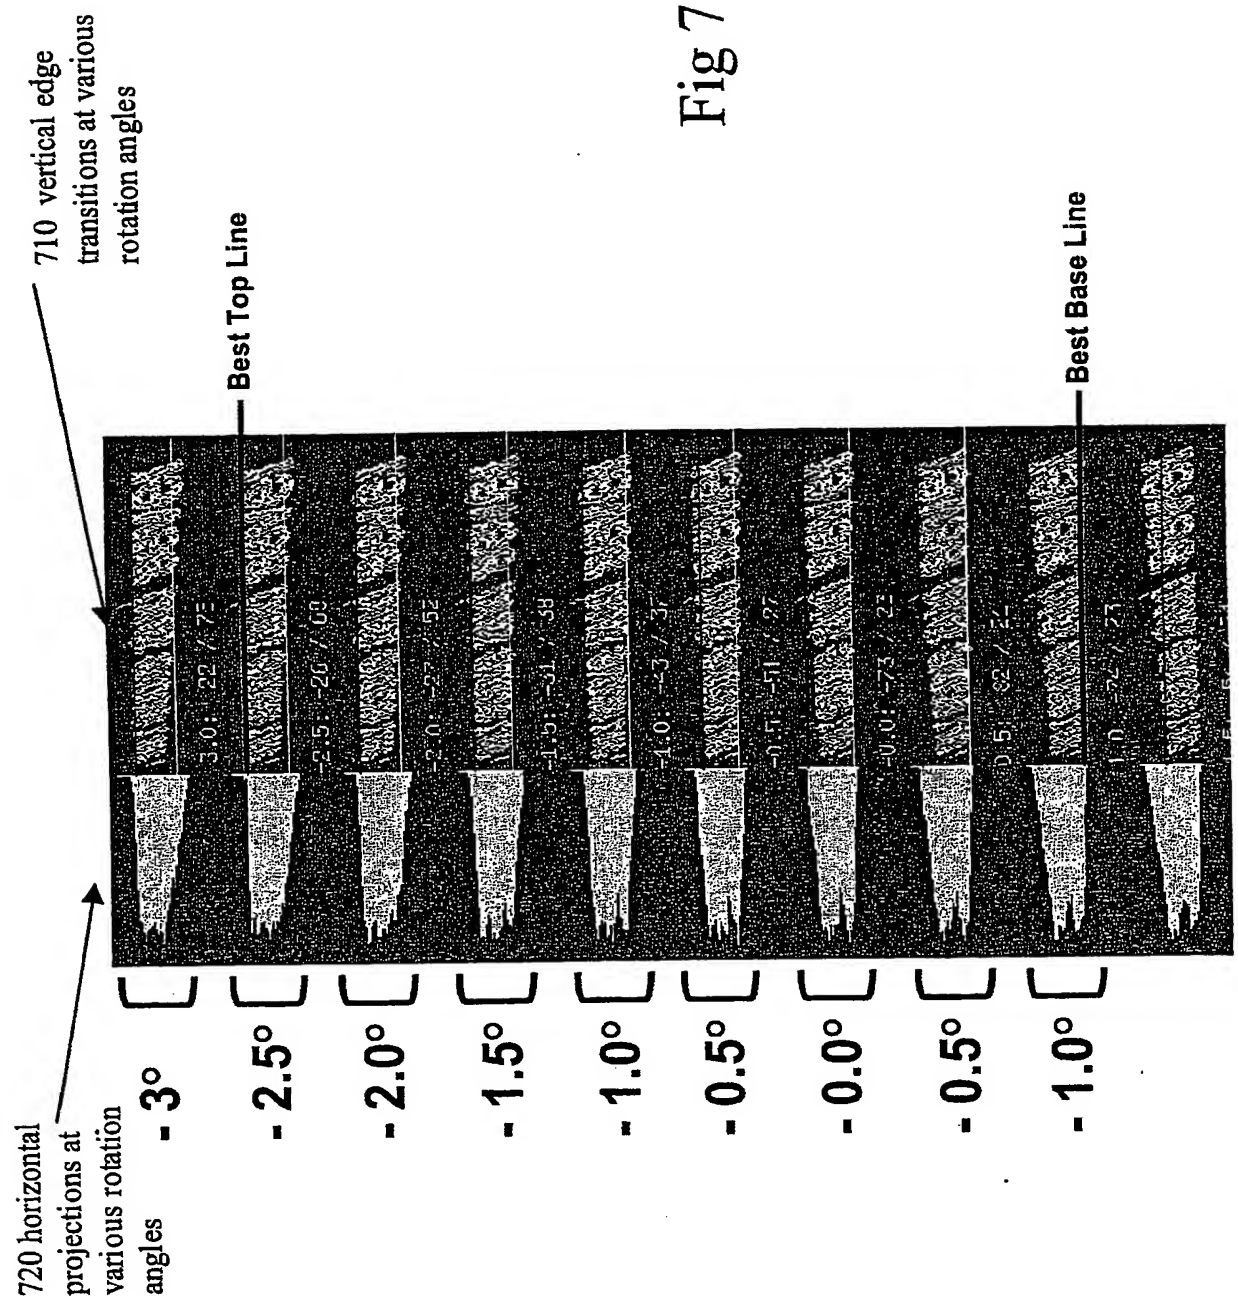 710 vertical edge
transitions at various
rotation angles
Best Top Line
Fig 7
Best Base Line
720 horizontal
projections at
various rotation
angles
- 3°
- 2.5°
- 2.0°
- 1.5°
- 1.0°
- 0.5°
- 0.0°
- 0.5°
- 1.0°